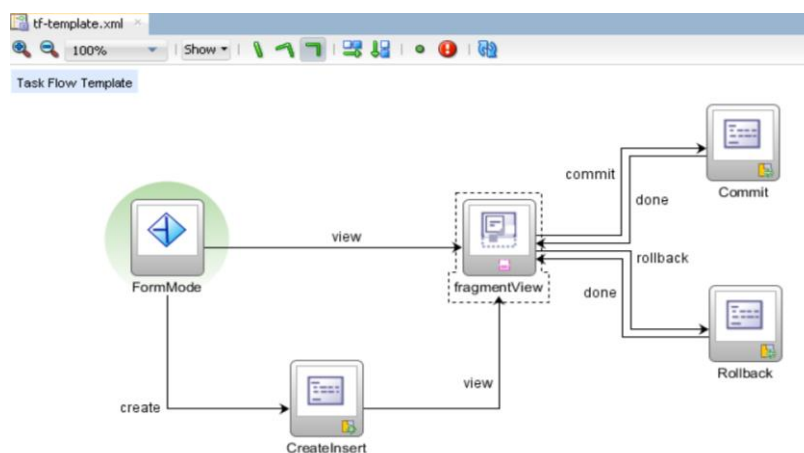 tf-template.xml
100% Show
Task Flow Template
commit
Commit
done
view
rollback
FormMode
fragmentView
done
Rollback
view
create
CreateInsert